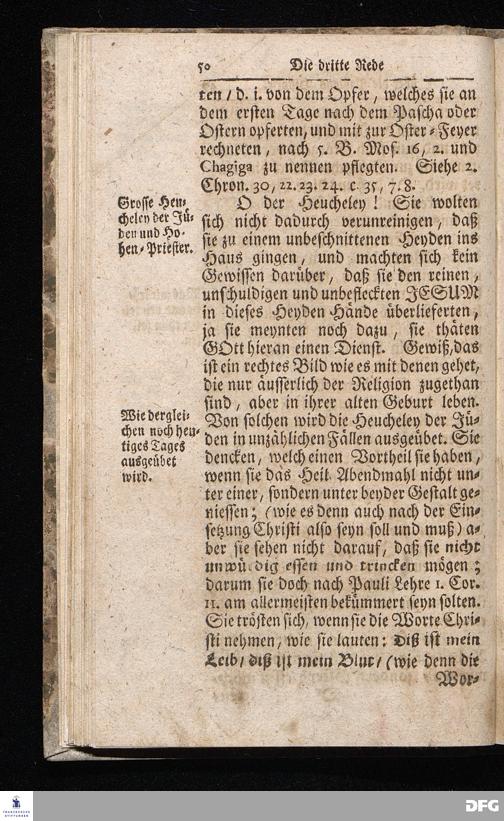 50 Die dritte Rede
ten / d. i. von dem Opfer, welches sie an
dem ersten Tage nach dem Pascha oder
Ostern opferten, und mit zur Oster-Feyer
rechneten, nach 5. B. Mos. 16, 2. und
Chagiga zu nennen pflegten. Siehe 2.
Chron. 30, 22. 23. 24. c. 35, 7. 8.
Grosse Heu-
cheley der Jü-
den und Ho-
hen-Priester.
O der Heucheley! Sie wolten
sich nicht dadurch verunreinigen, daß
sie zu einem unbeschnittenen Heyden ins
Haus gingen, und machten sich kein
Gewissen darüber, daß sie den reinen,
unschuldigen und unbefleckten JESUM
in dieses Heyden Hände überlieferten,
ja sie meynten noch dazu, sie thäten
GOtt hieran einen Dienst. Gewiß, das
ist ein rechtes Bild wie es mit denen gehet,
die nur äusserlich der Religion zugethan
sind, aber in ihrer alten Geburt leben.
Wie derglei-
chen noch heu-
tiges Tages
ausgeübet
wird.
Von solchen wird die Heucheley der Jü-
den in unzählichen Fällen ausgeübet. Sie
dencken, welch einen Vortheil sie haben,
wenn sie das Heil. Abendmahl nicht un-
ter einer, sondern unter beyder Gestalt ge-
niessen; (wie es denn auch nach der Ein-
setzung Christi also seyn soll und muß) a-
ber sie sehen nicht darauf, daß sie nicht
unwürdig essen und trincken mögen;
darum sie doch nach Pauli Lehre 1. Cor.
11. am allermeisten bekümmert seyn solten.
Sie trösten sich, wenn sie die Worte Chri-
sti nehmen, wie sie lauten: Diß ist mein
Leib / diß ist mein Blut / (wie denn die
Wor-
FRANCKESCHE
STIFTUNGEN
DFG